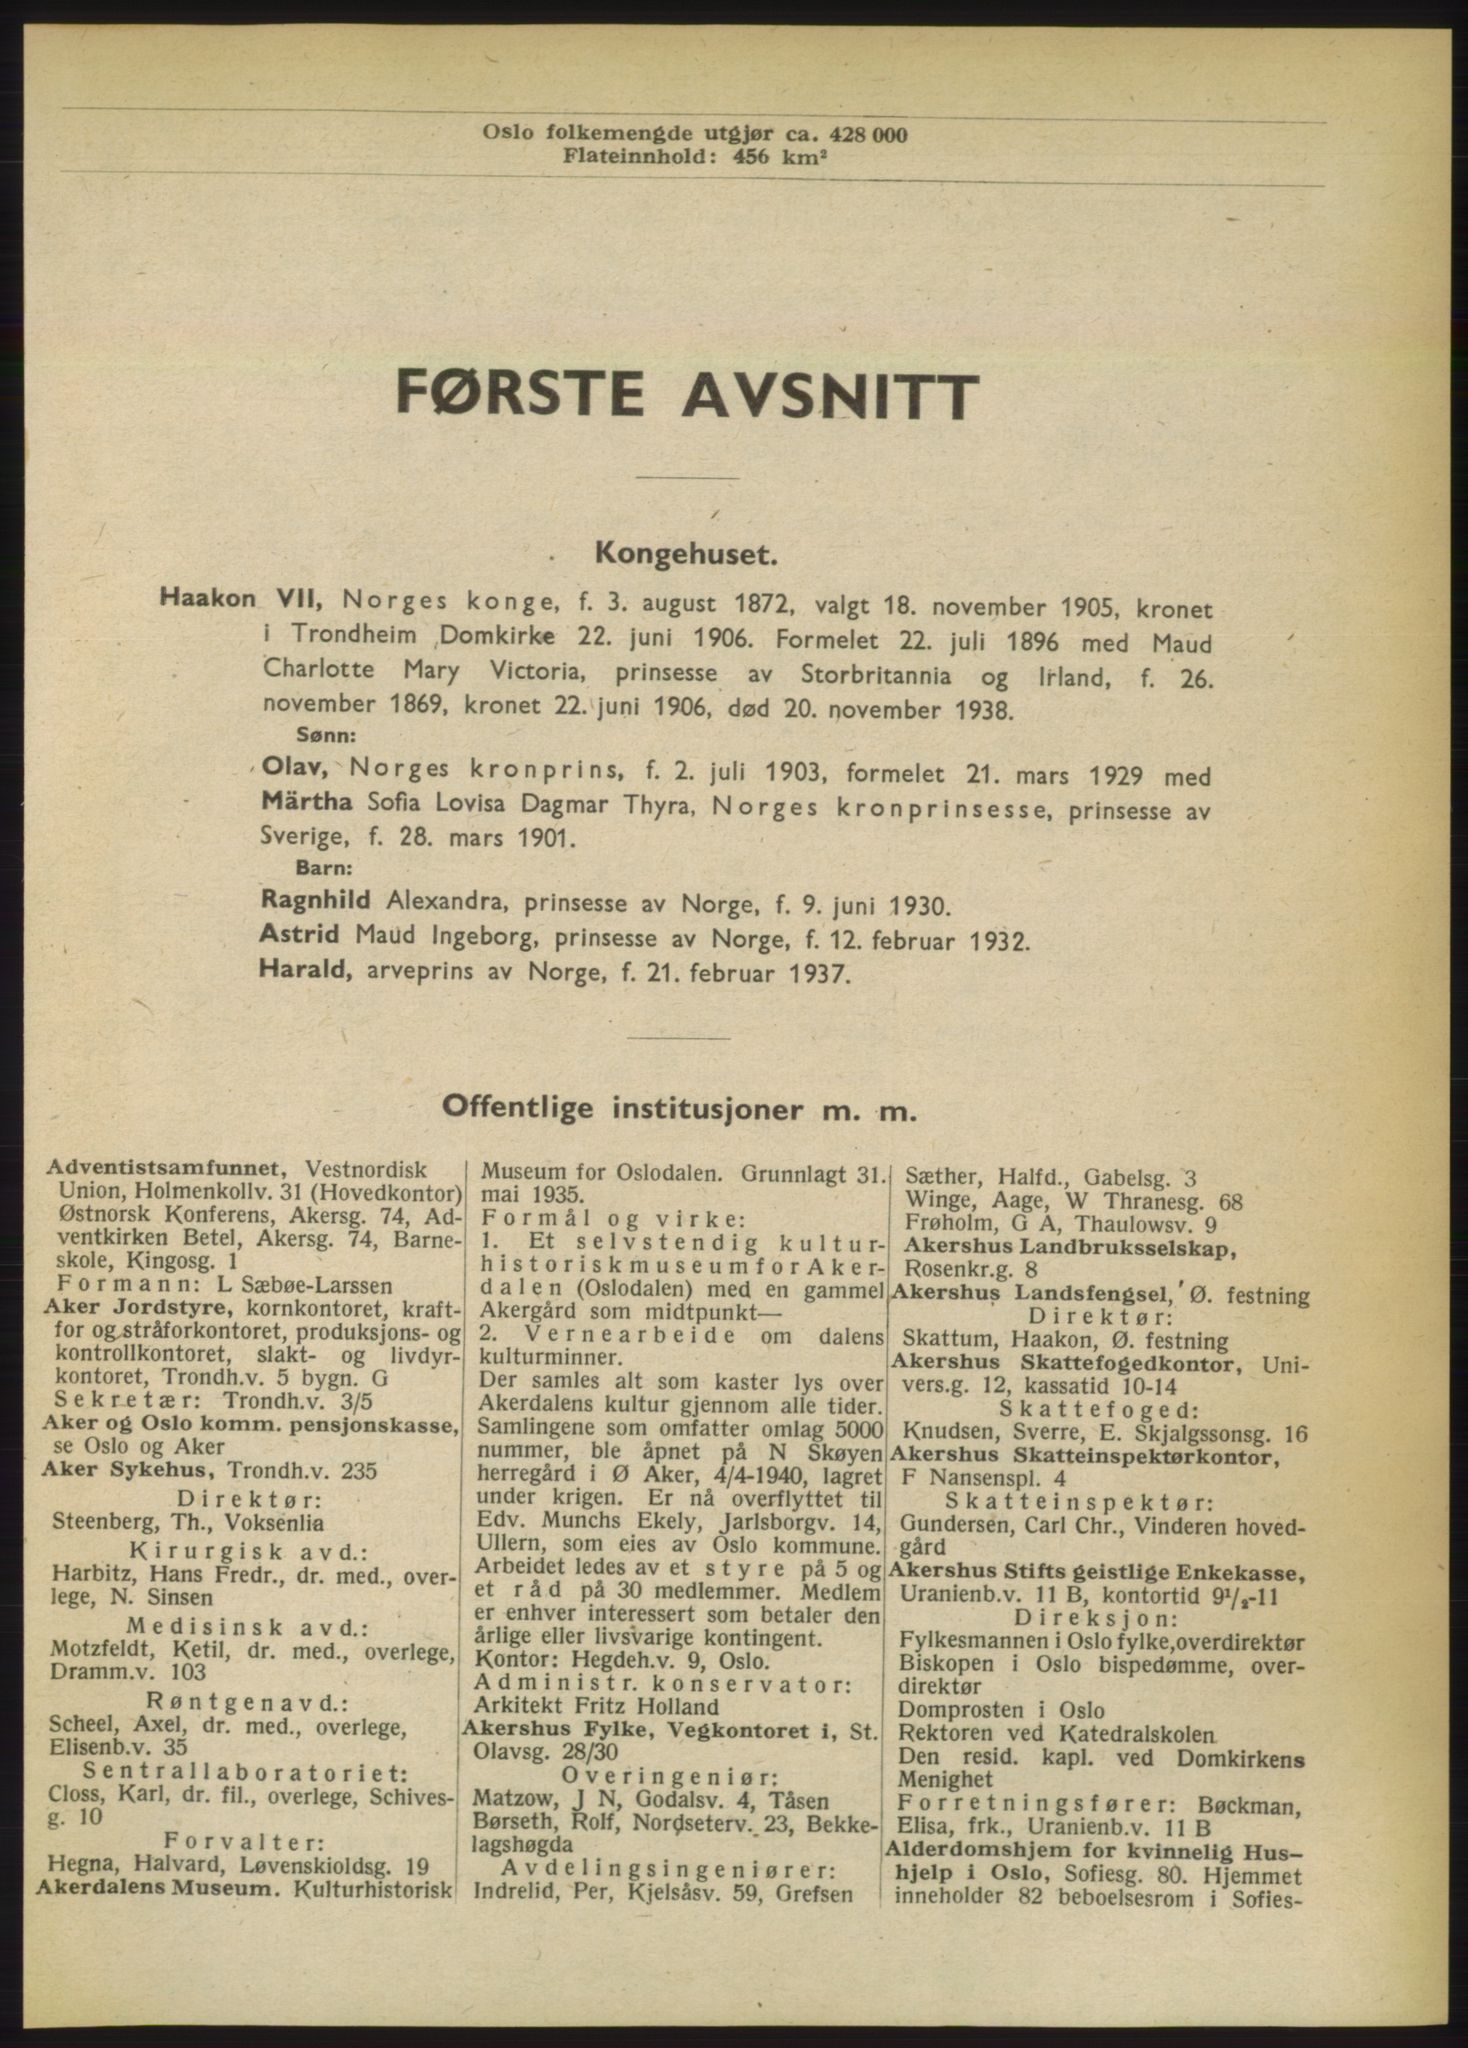 Oslo folkemengde utgjør ca. 428 000
Flateinnhold: 456 km²
FØRSTE AVSNITT
Kongehuset.
Haakon VII, Norges konge, f. 3. august 1872, valgt 18. november 1905, kronet
i Trondheim Domkirke 22. juni 1906. Formelet 22. juli 1896 med Maud
Charlotte Mary Victoria, prinsesse av Storbritannia og Irland, f. 26.
november 1869, kronet 22. juni 1906, død 20. november 1938.
Sønn:
Olav, Norges kronprins, f. 2. juli 1903, formelet 21. mars 1929 med
Märtha Sofia Lovisa Dagmar Thyra, Norges kronprinsesse, prinsesse av
Sverige, f. 28. mars 1901.
Barn:
Ragnhild Alexandra, prinsesse av Norge, f. 9. juni 1930.
Astrid Maud Ingeborg, prinsesse av Norge, f. 12. februar 1932.
Harald, arveprins av Norge, f. 21. februar 1937.
Offentlige institusjoner m. m.
Adventistsamfunnet, Vestnordisk
Union, Holmenkollv. 31 (Hovedkontor)
Østnorsk Konferens, Akersg. 74, Ad-
ventkirken Betel, Akersg. 74, Barne-
skole, Kingosg. 1
Formann: L Sæbøe-Larssen
Aker Jordstyre, kornkontoret, kraft-
for og stråforkontoret, produksjons- og
kontrollkontoret, slakt- og livdyr-
kontoret, Trondh.v. 5 bygn. G
Sekretær: Trondh.v. 3/5
Aker og Oslo komm. pensjonskasse,
se Oslo og Aker
Aker Sykehus, Trondh.v. 235
Direktør:
Steenberg, Th., Voksenlia
Kirurgisk avd.:
Harbitz, Hans Fredr., dr. med., over-
lege, N. Sinsen
Medisinsk avd.:
Motzfeldt, Ketil, dr. med., overlege,
Dramm.v. 103
Røntgenavd.:
Scheel, Axel, dr. med., overlege,
Elisenb.v. 35
Sentrallaboratoriet:
Closs, Karl, dr. fil., overlege, Schives-
g. 10
Forvalter:
Hegna, Halvard, Løvenskioldsg. 19
Akerdalens Museum. Kulturhistorisk
Museum for Oslodalen. Grunnlagt 31.
mai 1935.
Formål og virke:
1. Et selvstendig kultur-
historisk museum for Aker-
dalen (Oslodalen) med en gammel
Akergård som midtpunkt—
2. Vernearbeide om dalens
kulturminner.
Der samles alt som kaster lys over
Akerdalens kultur gjennom alle tider.
Samlingene som omfatter omlag 5000
nummer, ble åpnet på N Skøyen
herregård i Ø Aker, 4/4-1940, lagret
under krigen. Er nå overflyttet til
Edv. Munchs Ekely, Jarlsborgv. 14,
Ullern, som eies av Oslo kommune.
Arbeidet ledes av et styre på 5 og
et råd på 30 medlemmer. Medlem
er enhver interessert som betaler den
årlige eller livsvarige kontingent.
Kontor: Hegdeh.v. 9, Oslo.
Administr. konservator:
Arkitekt Fritz Holland
Akershus Fylke, Vegkontoret i, St.
Olavsg. 28/30
Overingeniør:
Matzow, J N, Godalsv. 4, Tåsen
Børseth, Rolf, Nordseterv. 23, Bekke-
lagshøgda
Avdelingsingeniører:
Indrelid, Per, Kjelsåsv. 59, Grefsen
Sæther, Halfd., Gabelsg. 3
Winge, Aage, W Thranesg. 68
Frøholm, G A, Thaulowsv. 9
Akershus Landbruksselskap,
Rosenkr.g. 8
Akershus Landsfengsel, Ø. festning
Direktør:
Skattum, Haakon, Ø. festning
Akershus Skattefogedkontor, Uni-
vers.g. 12, kassatid 10-14
Skattefoged:
Knudsen, Sverre, E. Skjalgssonsg. 16
Akershus Skatteinspektørkontor,
F Nansenspl. 4
Skatteinspektør:
Gundersen, Carl Chr., Vinderen hoved-
gård
Akershus Stifts geistlige Enkekasse,
Uranienb.v. 11 B, kontortid 9½-11
Direksjon:
Fylkesmannen i Oslo fylke, overdirektør
Biskopen i Oslo bispedømme, over-
direktør
Domprosten i Oslo
Rektoren ved Katedralskolen
Den resid. kapl. ved Domkirkens
Menighet
Forretningsfører: Bøckman,
Elisa, frk., Uranienb.v. 11 B
Alderdomshjem for kvinnelig Hus-
hjelp i Oslo, Sofiesg. 80. Hjemmet
inneholder 82 beboelsesrom i Sofies-